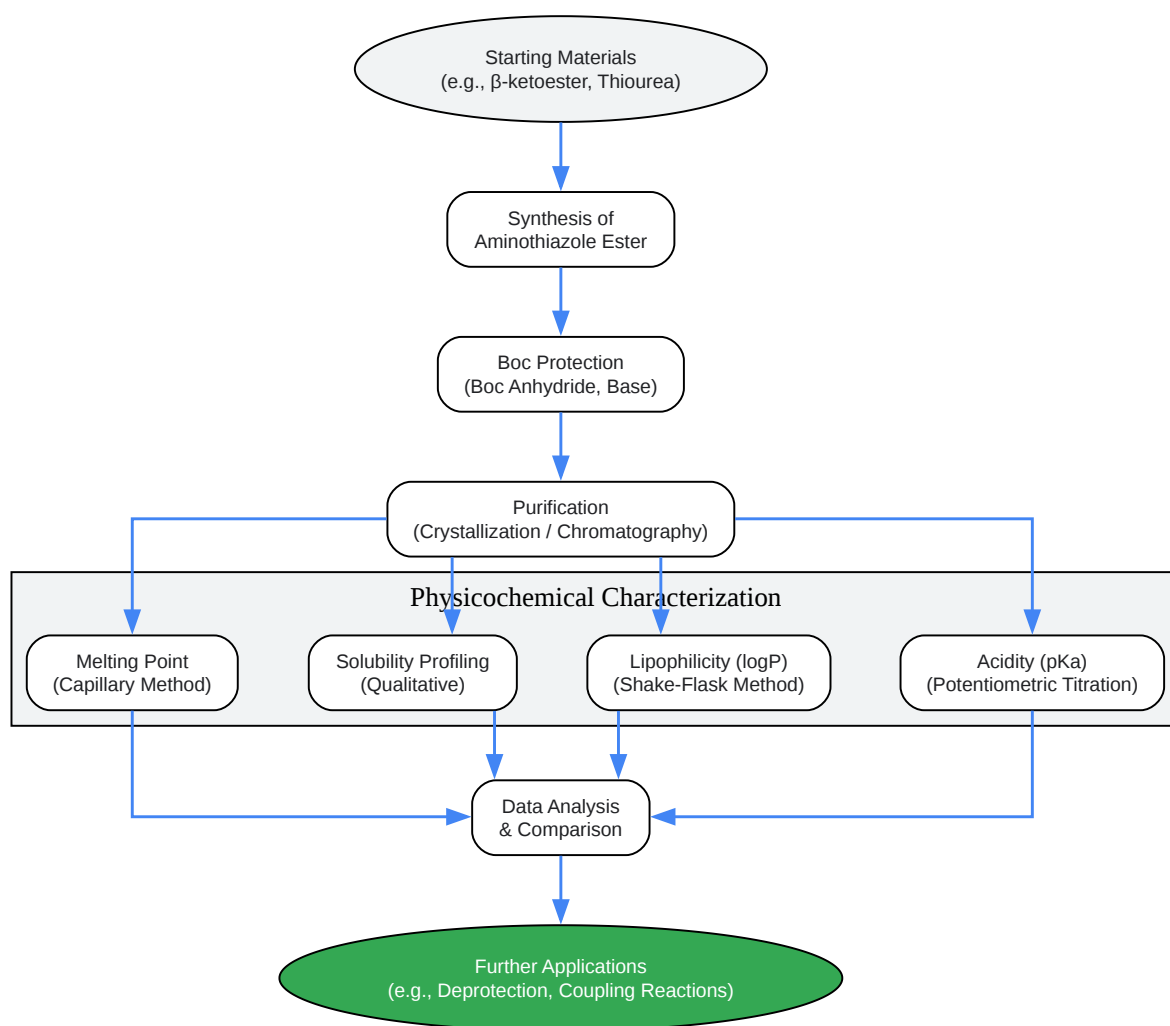 Starting Materials
(e.g., β-ketoester, Thiourea)
Synthesis of
Aminothiazole Ester
Boc Protection
(Boc Anhydride, Base)
Purification
(Crystallization / Chromatography)
Physicochemical Characterization
Melting Point
(Capillary Method)
Solubility Profiling
(Qualitative)
Lipophilicity (logP)
(Shake-Flask Method)
Acidity (pKa)
(Potentiometric Titration)
Data Analysis
& Comparison
Further Applications
(e.g., Deprotection, Coupling Reactions)